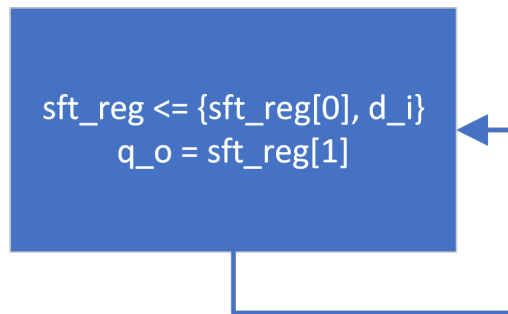 sft_reg <= {sft_reg[0], d_i}
q_o = sft_reg[1]